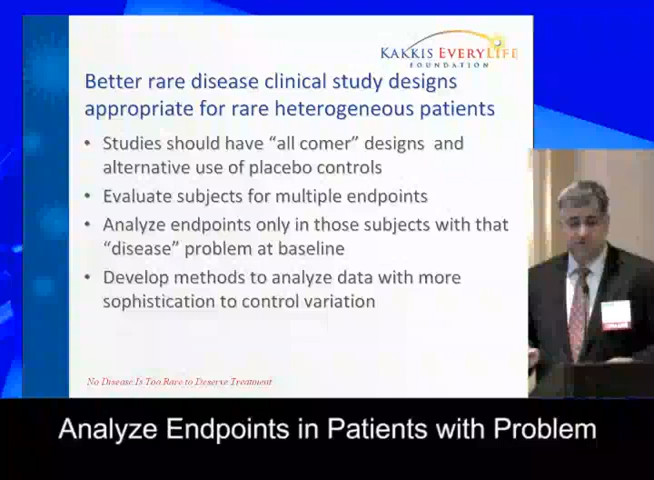 KAKKIS EVERYLIFE
FOUNDATION
Better rare disease clinical study designs
appropriate for rare heterogeneous patients
• Studies should have “all comer” designs and
alternative use of placebo controls
• Evaluate subjects for multiple endpoints
• Analyze endpoints only in those subjects with that
“disease” problem at baseline
• Develop methods to analyze data with more
sophistication to control variation
No Disease Is Too Rare to Deserve Treatment
Analyze Endpoints in Patients with Problem